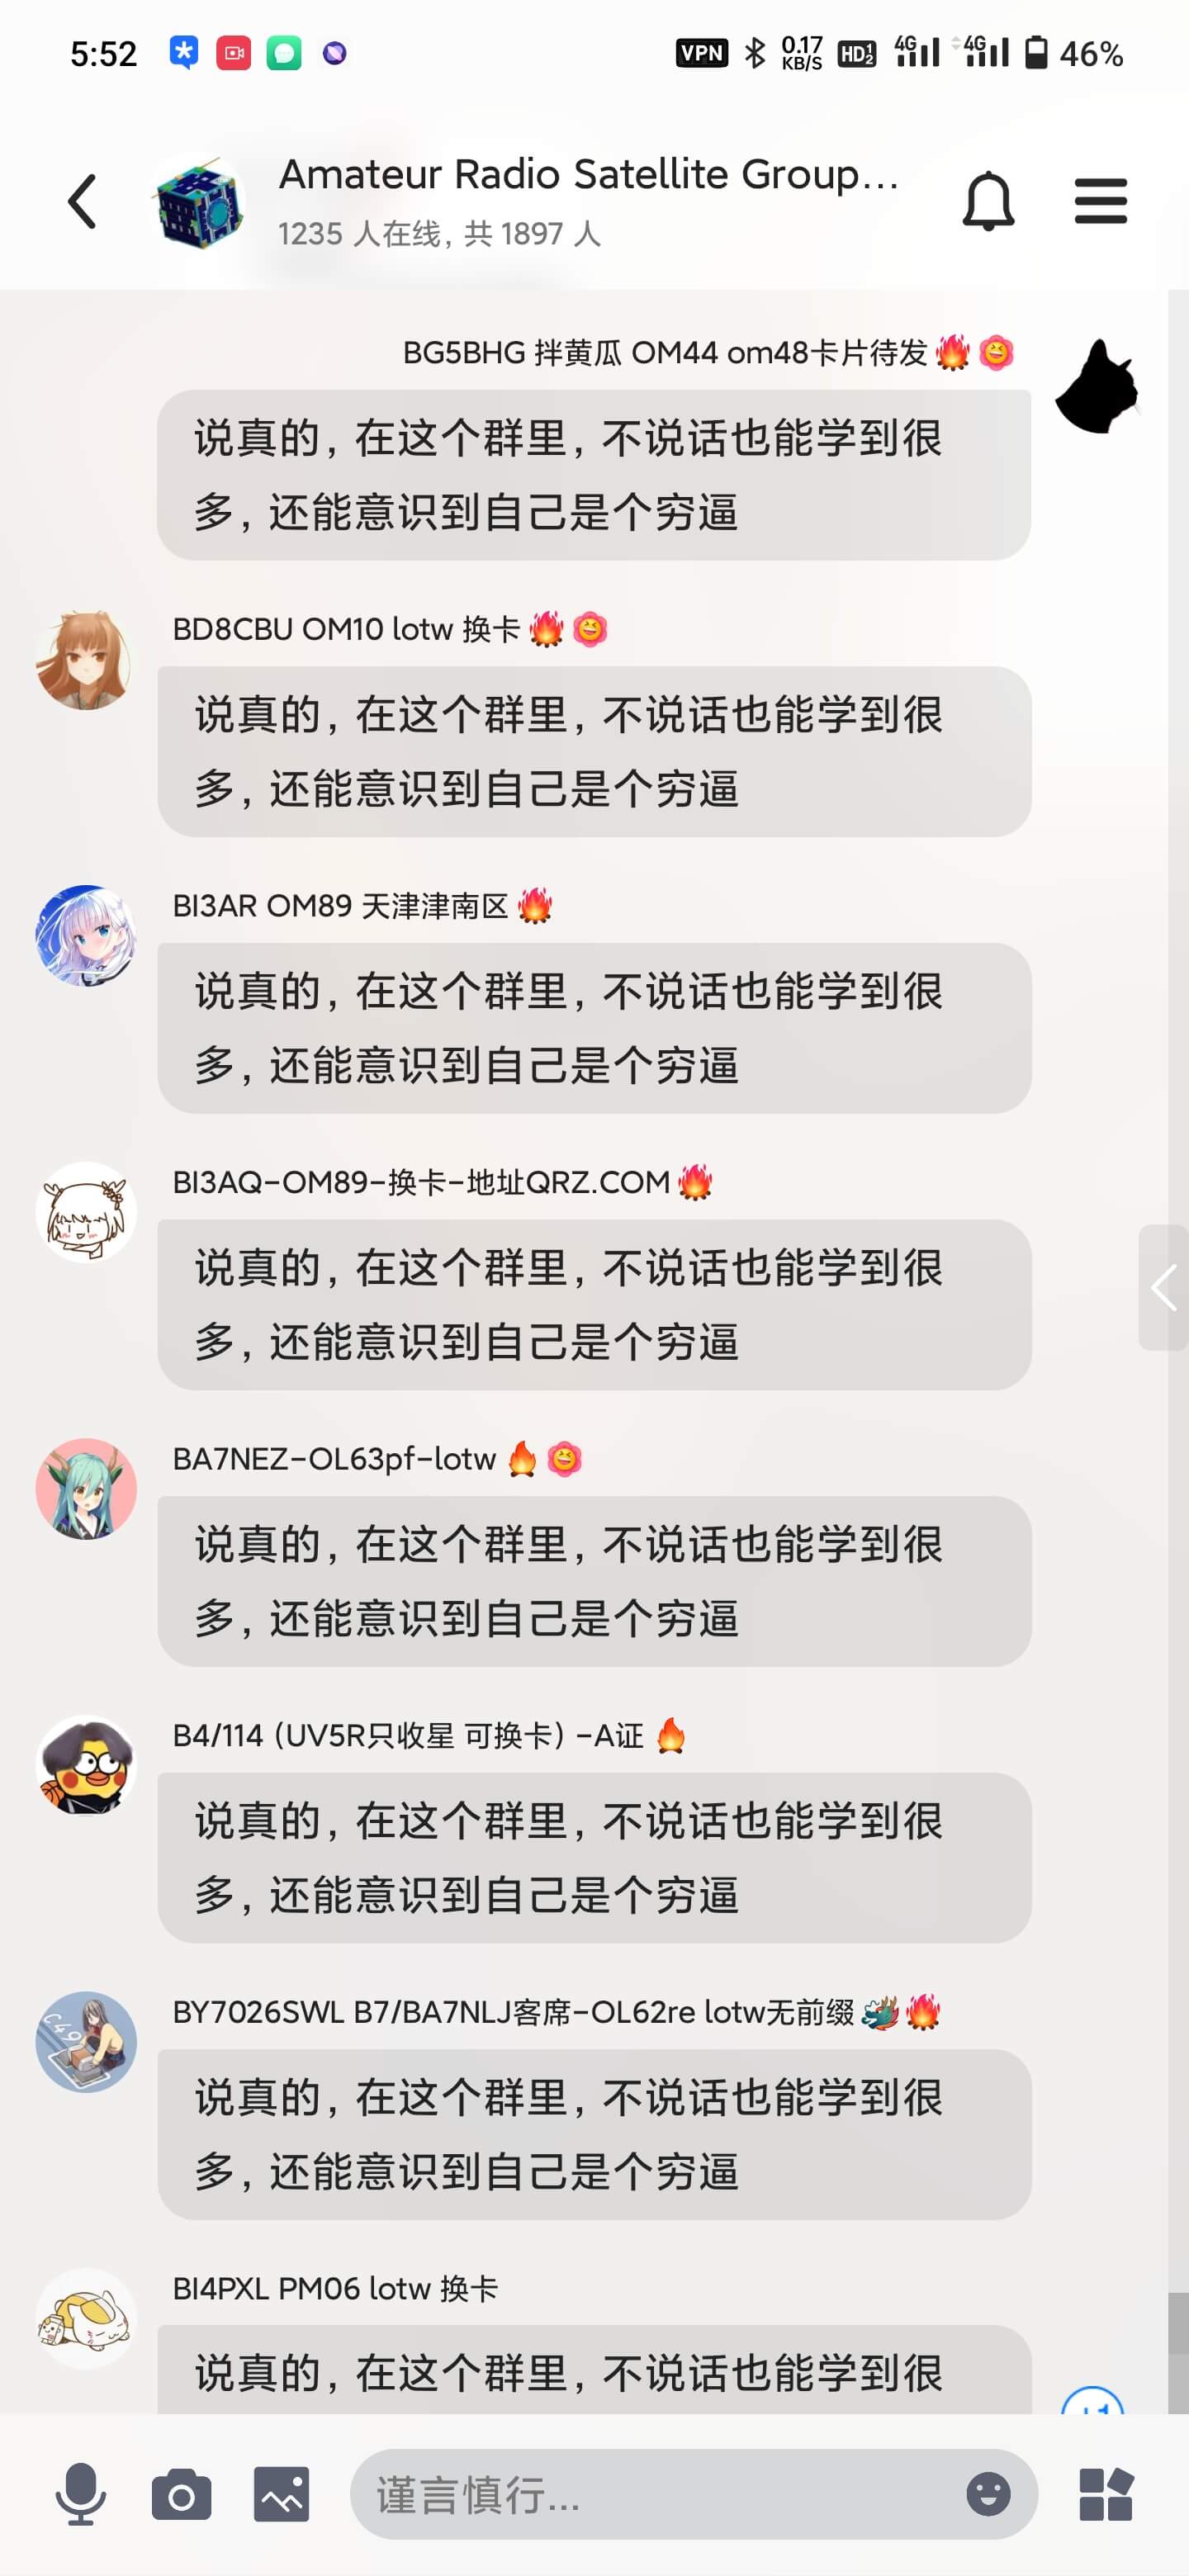 5:52 VPN 0.17 KB/S HD 1 2 4G 4G 46%
Amateur Radio Satellite Group...
1235 人在线, 共 1897 人
BG5BHG 拌黄瓜 OM44 om48卡片待发🔥
说真的, 在这个群里, 不说话也能学到很
多, 还能意识到自己是个穷逼
BD8CBU OM10 lotw 换卡🔥
说真的, 在这个群里, 不说话也能学到很
多, 还能意识到自己是个穷逼
BI3AR OM89 天津津南区🔥
说真的, 在这个群里, 不说话也能学到很
多, 还能意识到自己是个穷逼
BI3AQ-OM89-换卡-地址QRZ.COM🔥
说真的, 在这个群里, 不说话也能学到很
多, 还能意识到自己是个穷逼
BA7NEZ-OL63pf-lotw 🔥
说真的, 在这个群里, 不说话也能学到很
多, 还能意识到自己是个穷逼
B4/114 (UV5R只收星 可换卡) -A证 🔥
说真的, 在这个群里, 不说话也能学到很
多, 还能意识到自己是个穷逼
C49
BY7026SWL B7/BA7NLJ客席-OL62re lotw无前缀🐲🔥
说真的, 在这个群里, 不说话也能学到很
多, 还能意识到自己是个穷逼
BI4PXL PM06 lotw 换卡
说真的, 在这个群里, 不说话也能学到很
+1
谨言慎行...